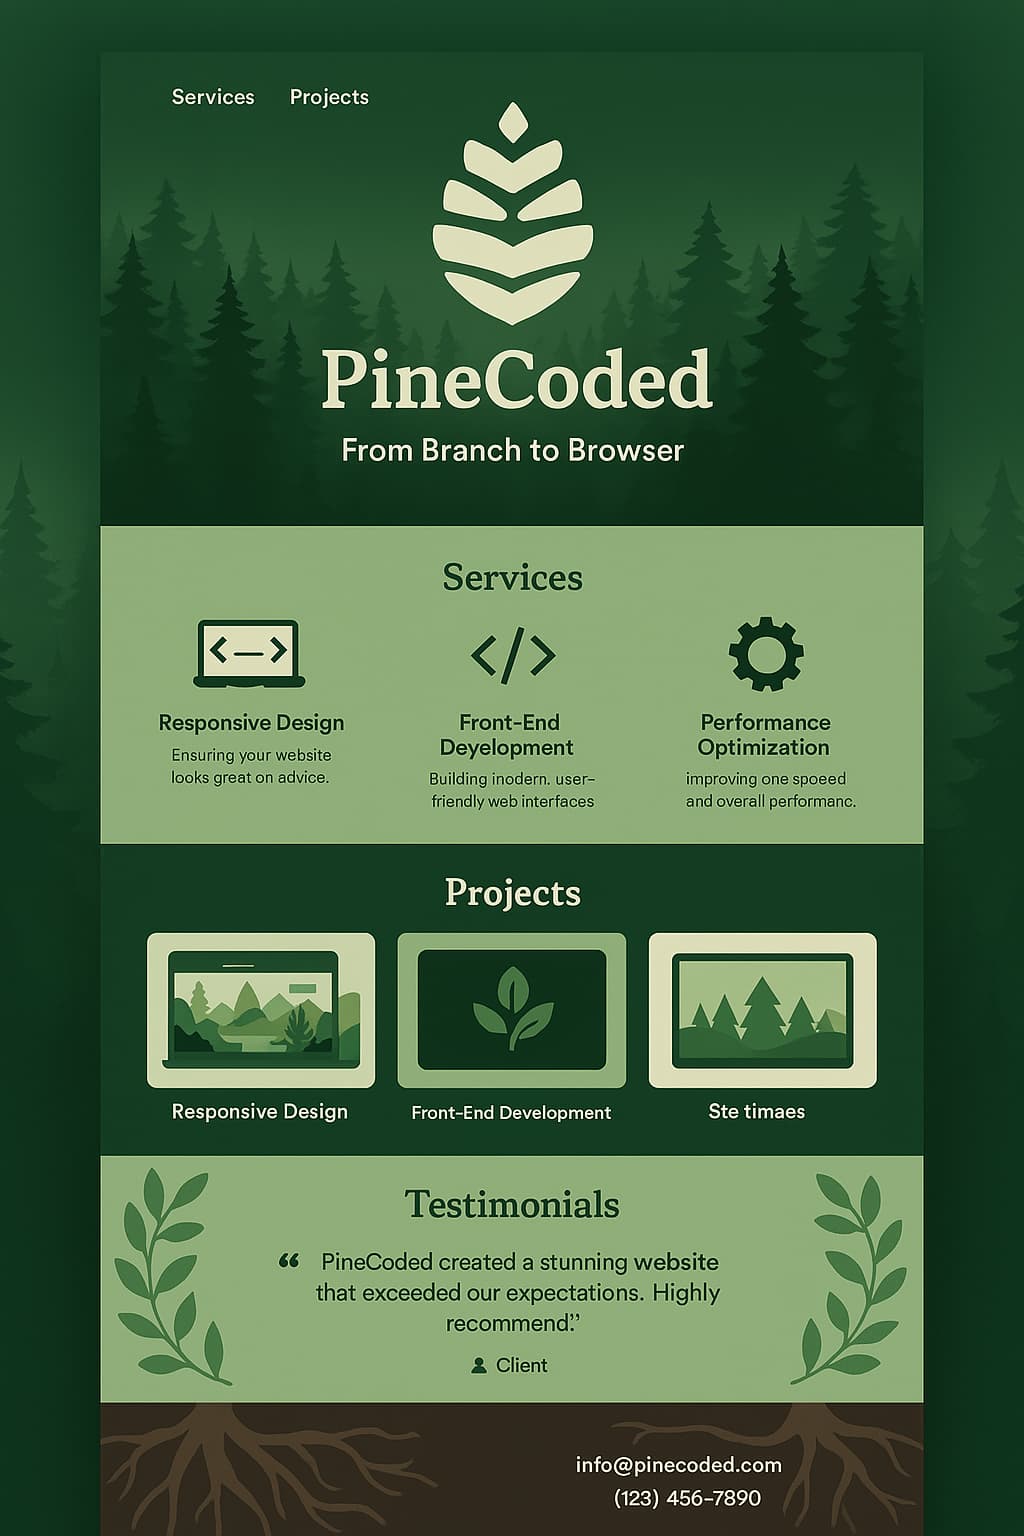 Services Projects
PineCoded
From Branch to Browser
Services
<—>
</>
Responsive Design
Ensuring your website
looks great on advice.
Front-End
Deyelopment
Building inodern. user–
friendly web interfaces
Performance
Optimization
improving one spoeed
and overall performanc.
Projects
Responsive Design
Front-End Development
Ste timaes
Testimonials
“ PineCoded created a stunning website
that exceeded our expectations. Highly
recommend.”
Client
info@pinecoded.com
(123) 456-7890